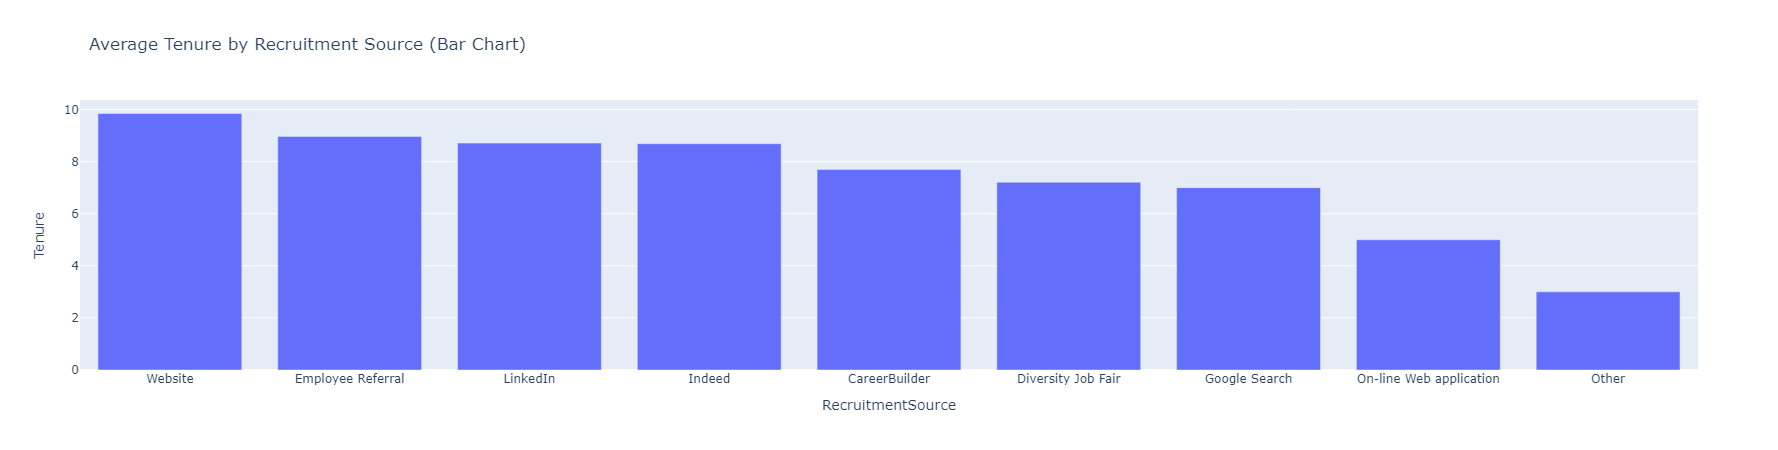 Average Tenure by Recruitment Source (Bar Chart)
10
8
6
4
2
0
Tenure
Website
Employee Referral
LinkedIn
Indeed
CareerBuilder
Diversity Job Fair
Google Search
On-line Web application
Other
RecruitmentSource